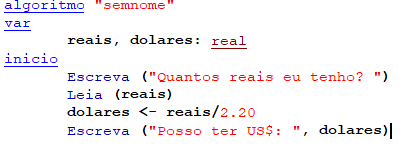 algoritmo "semnome"
var
reais, dolares: real
inicio
Escreva ("Quantos reais eu tenho? ")
Leia (reais)
dolares <- reais/2.20
Escreva ("Posso ter US$: ", dolares)